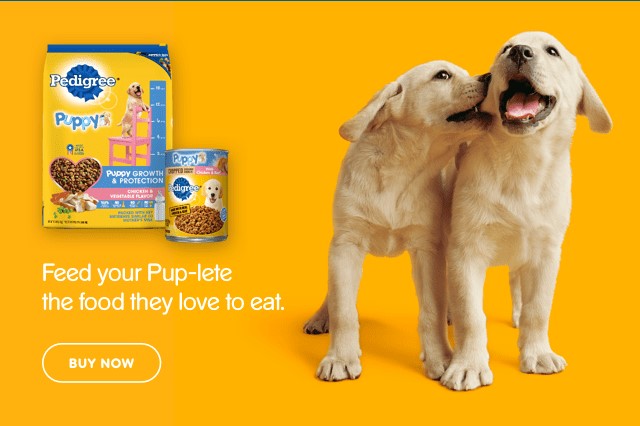 Pedigree
Puppy
Puppy GROWTH
& PROTECTION
CHICKEN &
VEGETABLE FLAVOR
Puppy
Pedigree
Feed your Pup-lete
the food they love to eat.
BUY NOW